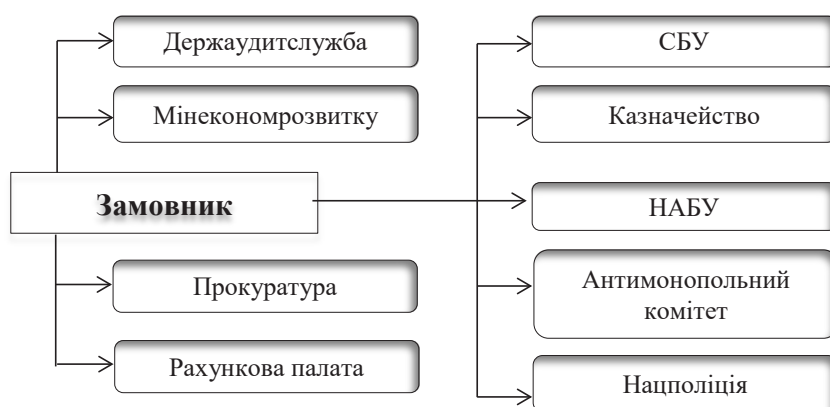 Держаудитслужба
Мінекономрозвитку
Замовник
Прокуратура
Рахункова палата
СБУ
Казначейство
НАБУ
Антимонопольний
комітет
Нацполіція